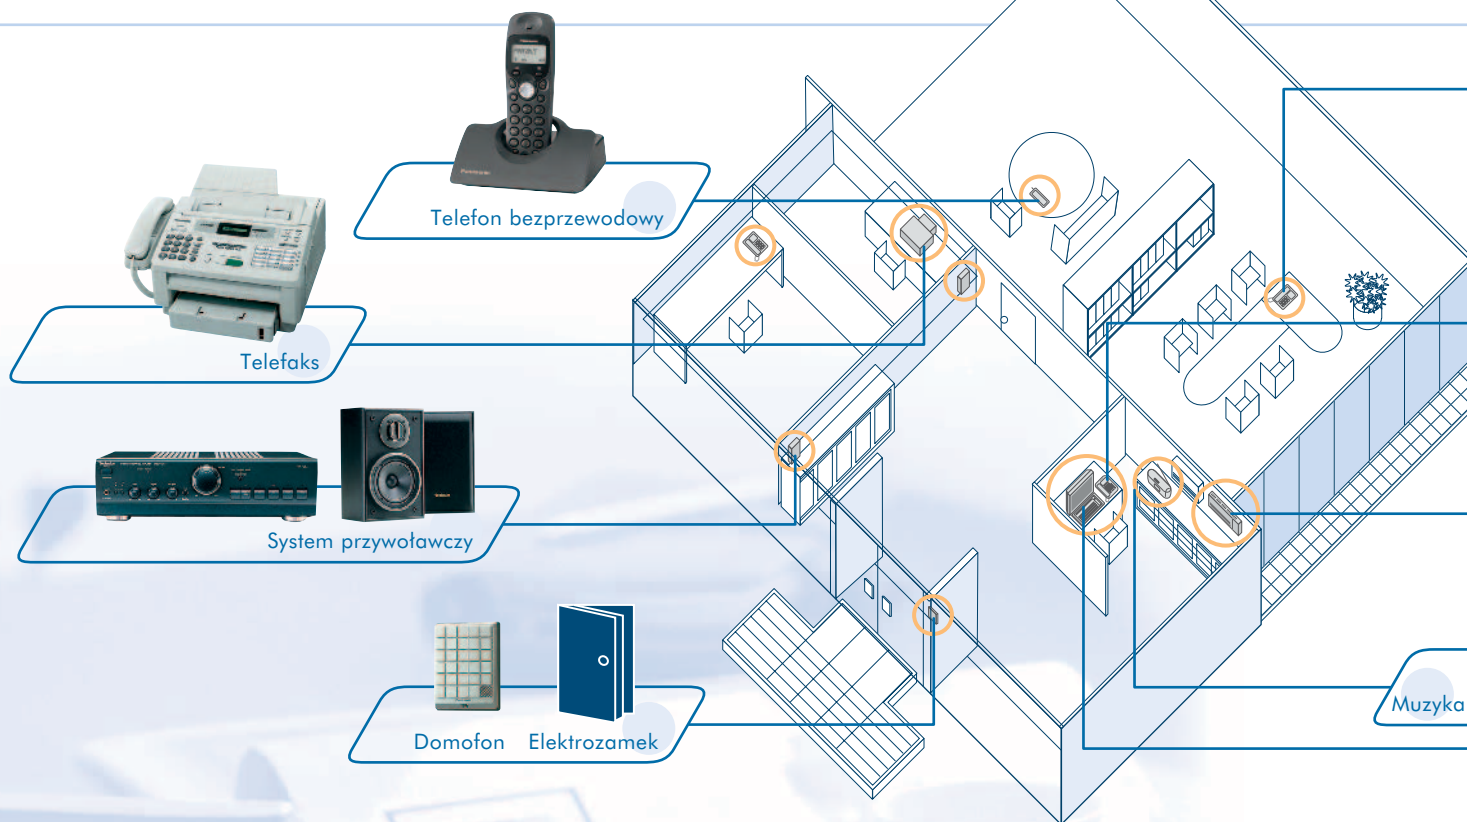 Telefon bezprzewodowy
Telefaks
System przywoławczy
Domofon Elektrozamek
Muzyka